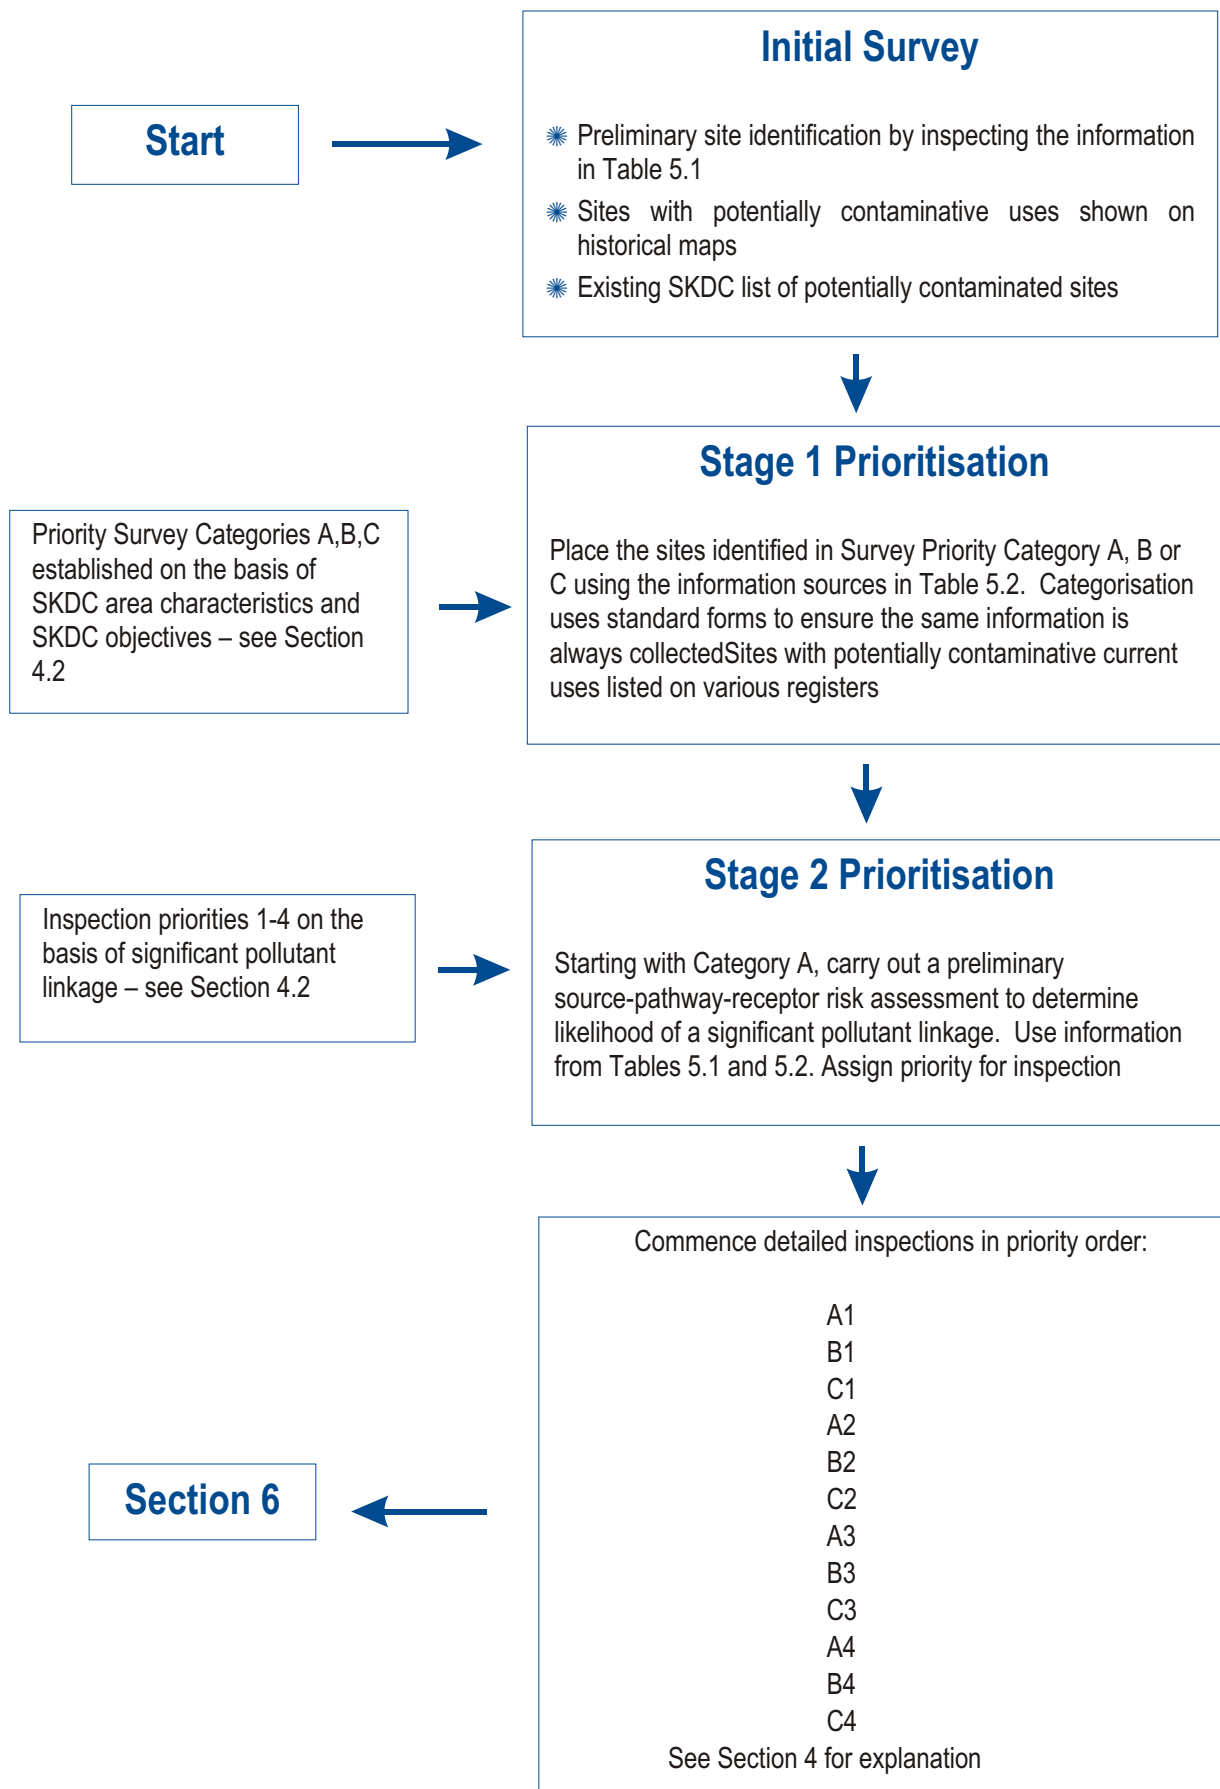 Start
Initial Survey
Preliminary site identification by inspecting the information
in Table 5.1
Sites with potentially contaminative uses shown on
historical maps
Existing SKDC list of potentially contaminated sites
Priority Survey Categories A,B,C
established on the basis of
SKDC area characteristics and
SKDC objectives – see Section
4.2
Stage 1 Prioritisation
Place the sites identified in Survey Priority Category A, B or
C using the information sources in Table 5.2.  Categorisation
uses standard forms to ensure the same information is
always collectedSites with potentially contaminative current
uses listed on various registers
Inspection priorities 1-4 on the
basis of significant pollutant
linkage – see Section 4.2
Stage 2 Prioritisation
Starting with Category A, carry out a preliminary
source-pathway-receptor risk assessment to determine
likelihood of a significant pollutant linkage.  Use information
from Tables 5.1 and 5.2. Assign priority for inspection
Commence detailed inspections in priority order:
A1
B1
C1
A2
B2
C2
A3
B3
C3
A4
B4
C4
See Section 4 for explanation
Section 6